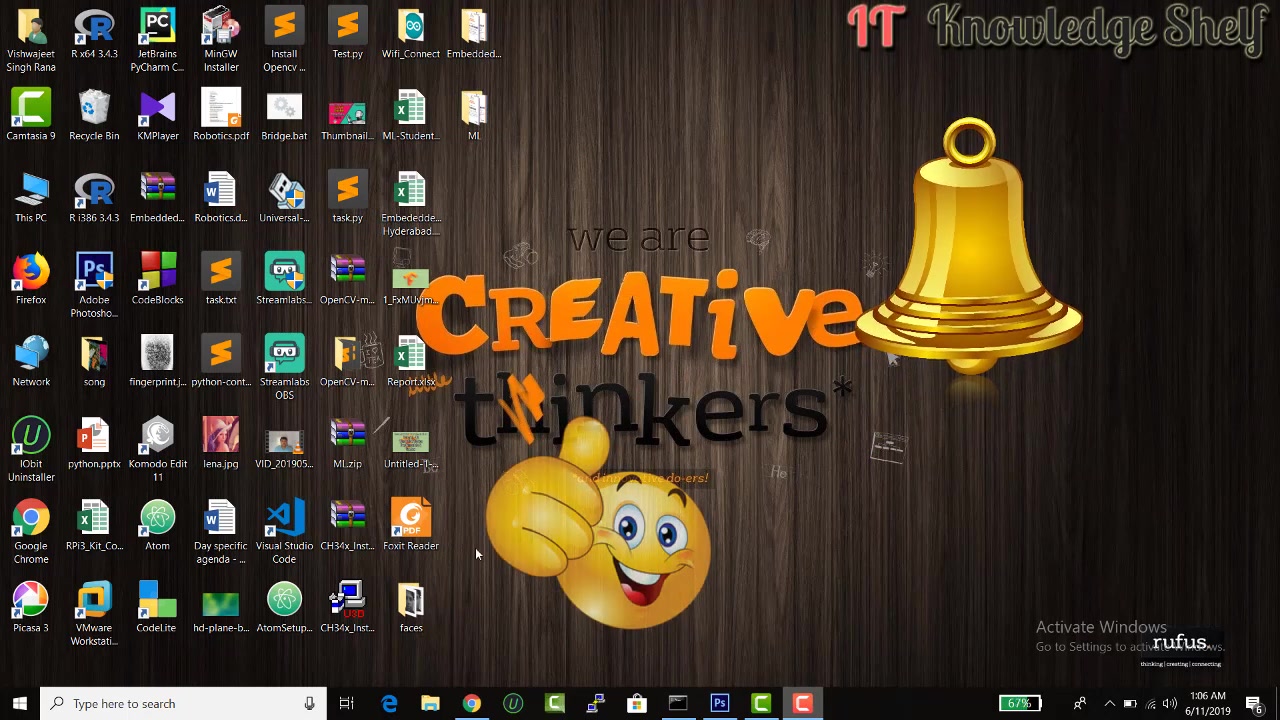 IT Knowledge Shelf
Vishwajeet
Singh Rana
R x64 3.4.3
JetBrains
PyCharm C...
MinGW
Installer
Install
Opencv ...
Test.py
Wifi_Connect
Embedded...
Camtasia 9
Recycle Bin
KMPlayer
Robotics.pdf
Bridge.bat
Thumbnail...
ML-Student...
ML
This PC
R i386 3.4.3
Embedded...
Robotics.d...
Universal-...
task.py
Embededde...
Hyderabad...
Firefox
Adobe
Photosho...
CodeBlocks
task.txt
Streamlabs...
OpenCV-m...
1_FxMUVjm...
Network
song
fingerprint.j...
python-cont...
Streamlabs
OBS
OpenCV-m...
Report.xlsx
IObit
Uninstaller
python.pptx
Komodo Edit
11
lena.jpg
VID_201905...
ML.zip
Untitled-1-...
Google
Chrome
RPi3_Kit_Co...
Atom
Day specific
agenda - ...
Visual Studio
Code
CH34x_Inst...
Foxit Reader
Picasa 3
VMware
Workstati...
CodeLite
hd-plane-b...
AtomSetup...
CH34x_Inst...
faces
we are
CREATive
thinkers*
do-ers!
Activate Windows
Go to Settings to activate Windows.
rufus.
thinking|creating|connecting
Type here to search
67%
1:06 AM
6/11/2019
6